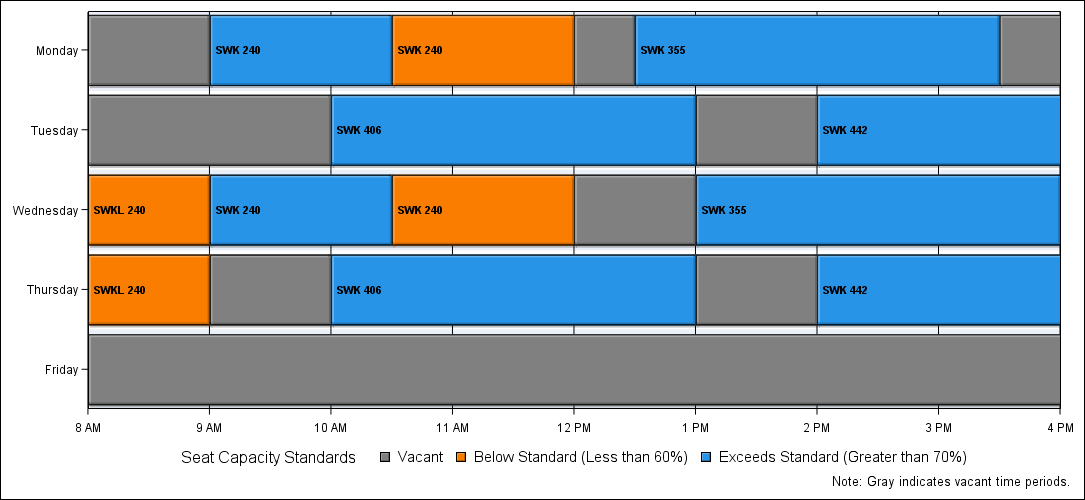 Monday
SWK 240
SWK 240
SWK 355
Tuesday
SWK 406
SWK 442
Wednesday
SWKL 240
SWK 240
SWK 240
SWK 355
Thursday
SWKL 240
SWK 406
SWK 442
Friday
8 AM 9 AM 10 AM 11 AM 12 PM 1 PM 2 PM 3 PM 4 PM
Seat Capacity Standards Vacant Below Standard (Less than 60%) Exceeds Standard (Greater than 70%)
Note: Gray indicates vacant time periods.